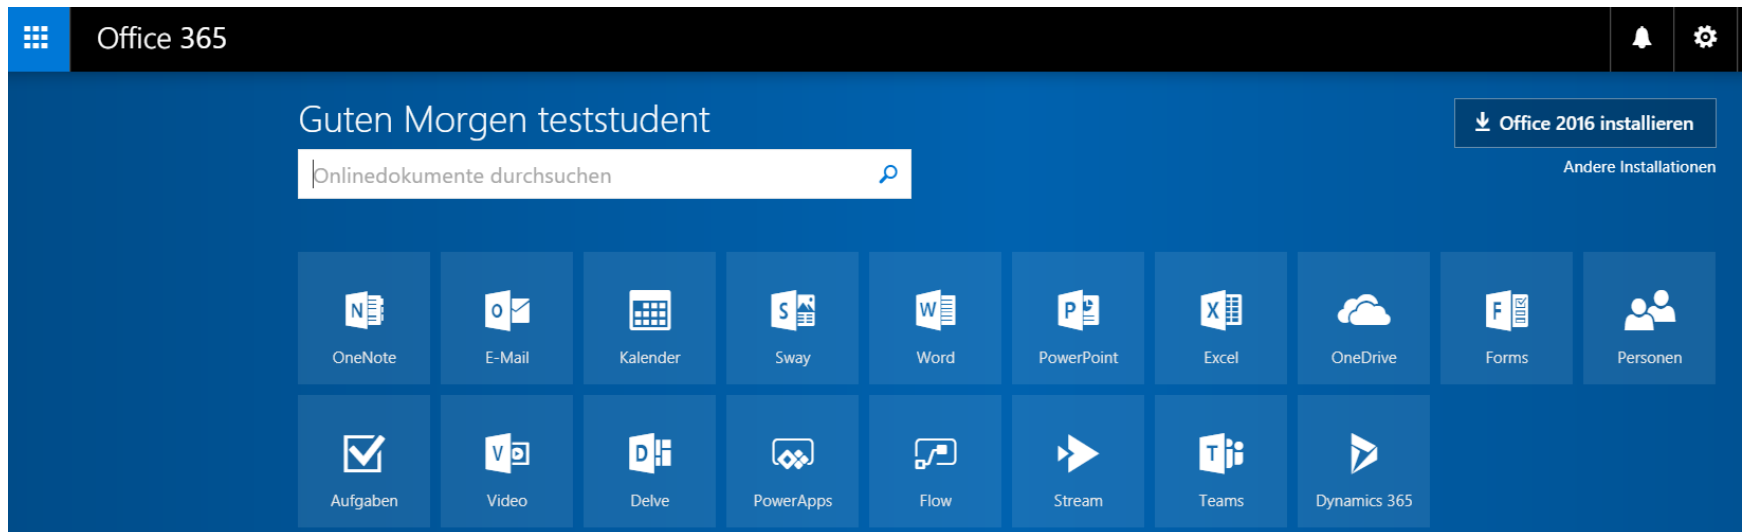 Office 365
Guten Morgen teststudent
Office 2016 installieren
Onlinedokumente durchsuchen
Andere Installationen
N OneNote
O E-Mail
Kalender
S Sway
W Word
P PowerPoint
X Excel
OneDrive
F Forms
Personen
Aufgaben
V Video
D Delve
PowerApps
Flow
Stream
T Teams
Dynamics 365